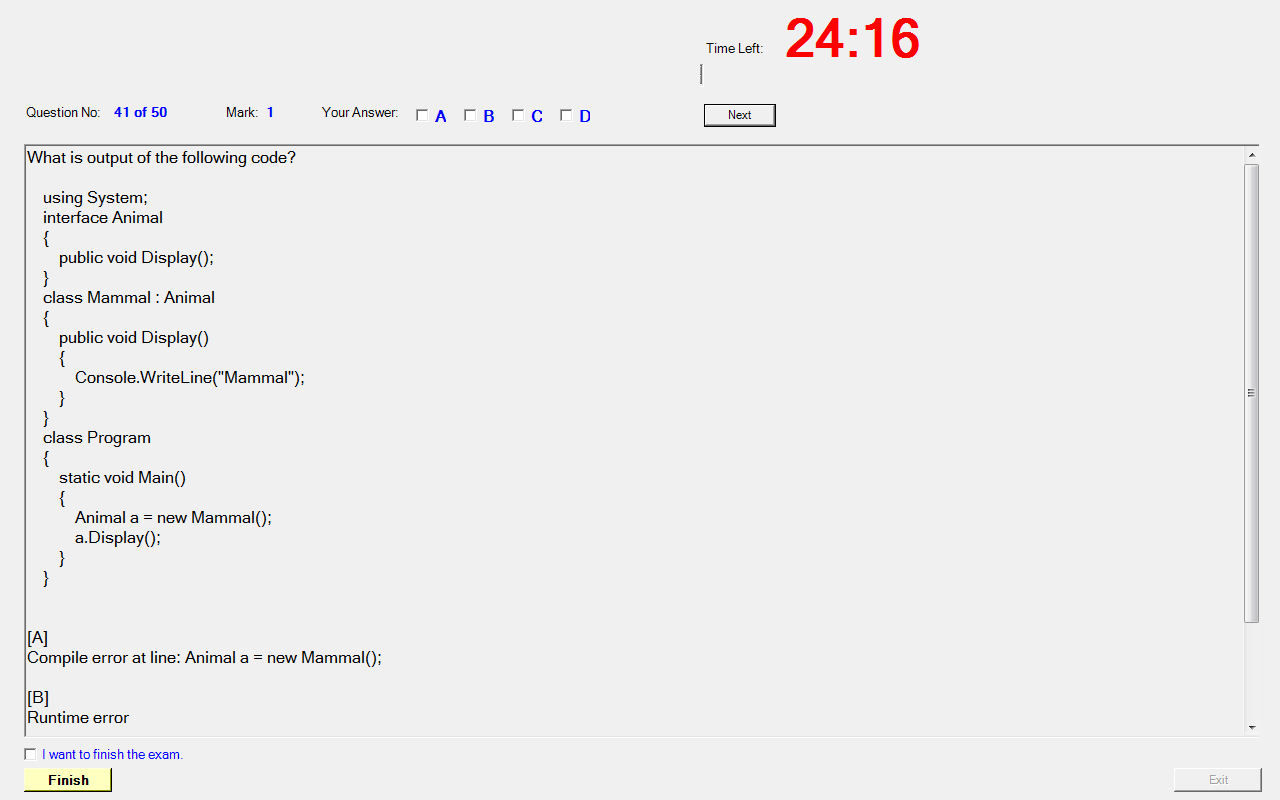 Time Left: 24:16
Question No: 41 of 50 Mark: 1 Your Answer: A B C D Next
What is output of the following code?
using System;
interface Animal
{
public void Display();
}
class Mammal : Animal
{
public void Display()
{
Console.WriteLine("Mammal");
}
}
class Program
{
static void Main()
{
Animal a = new Mammal();
a.Display();
}
}
[A]
Compile error at line: Animal a = new Mammal();
[B]
Runtime error
I want to finish the exam.
Finish Exit